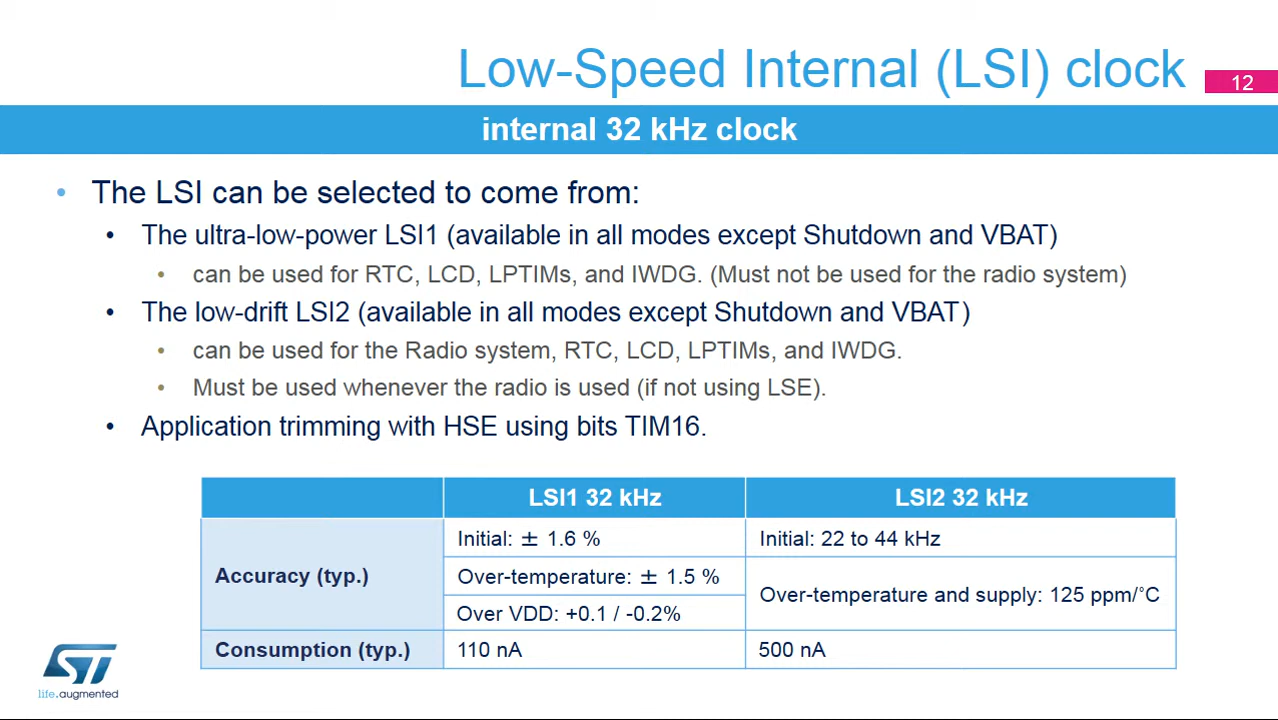 Low-Speed Internal (LSI) clock
12
internal 32 kHz clock
• The LSI can be selected to come from:
• The ultra-low-power LSI1 (available in all modes except Shutdown and VBAT)
• can be used for RTC, LCD, LPTIMs, and IWDG. (Must not be used for the radio system)
• The low-drift LSI2 (available in all modes except Shutdown and VBAT)
• can be used for the Radio system, RTC, LCD, LPTIMs, and IWDG.
• Must be used whenever the radio is used (if not using LSE).
• Application trimming with HSE using bits TIM16.
LSI1 32 kHz
LSI2 32 kHz
Accuracy (typ.)
Initial: ± 1.6 %
Initial: 22 to 44 kHz
Over-temperature: ± 1.5 %
Over-temperature and supply: 125 ppm/°C
Over VDD: +0.1 / -0.2%
Consumption (typ.)
110 nA
500 nA
ST
life.augmented